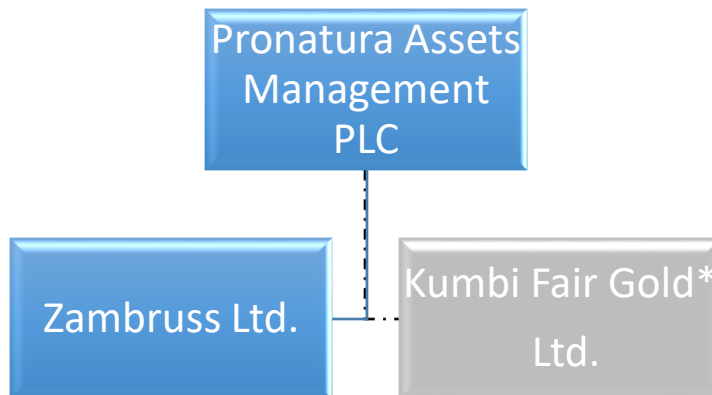 Pronatura Assets
Management
PLC
Zambruss Ltd.
Kumbi Fair Gold*
Ltd.